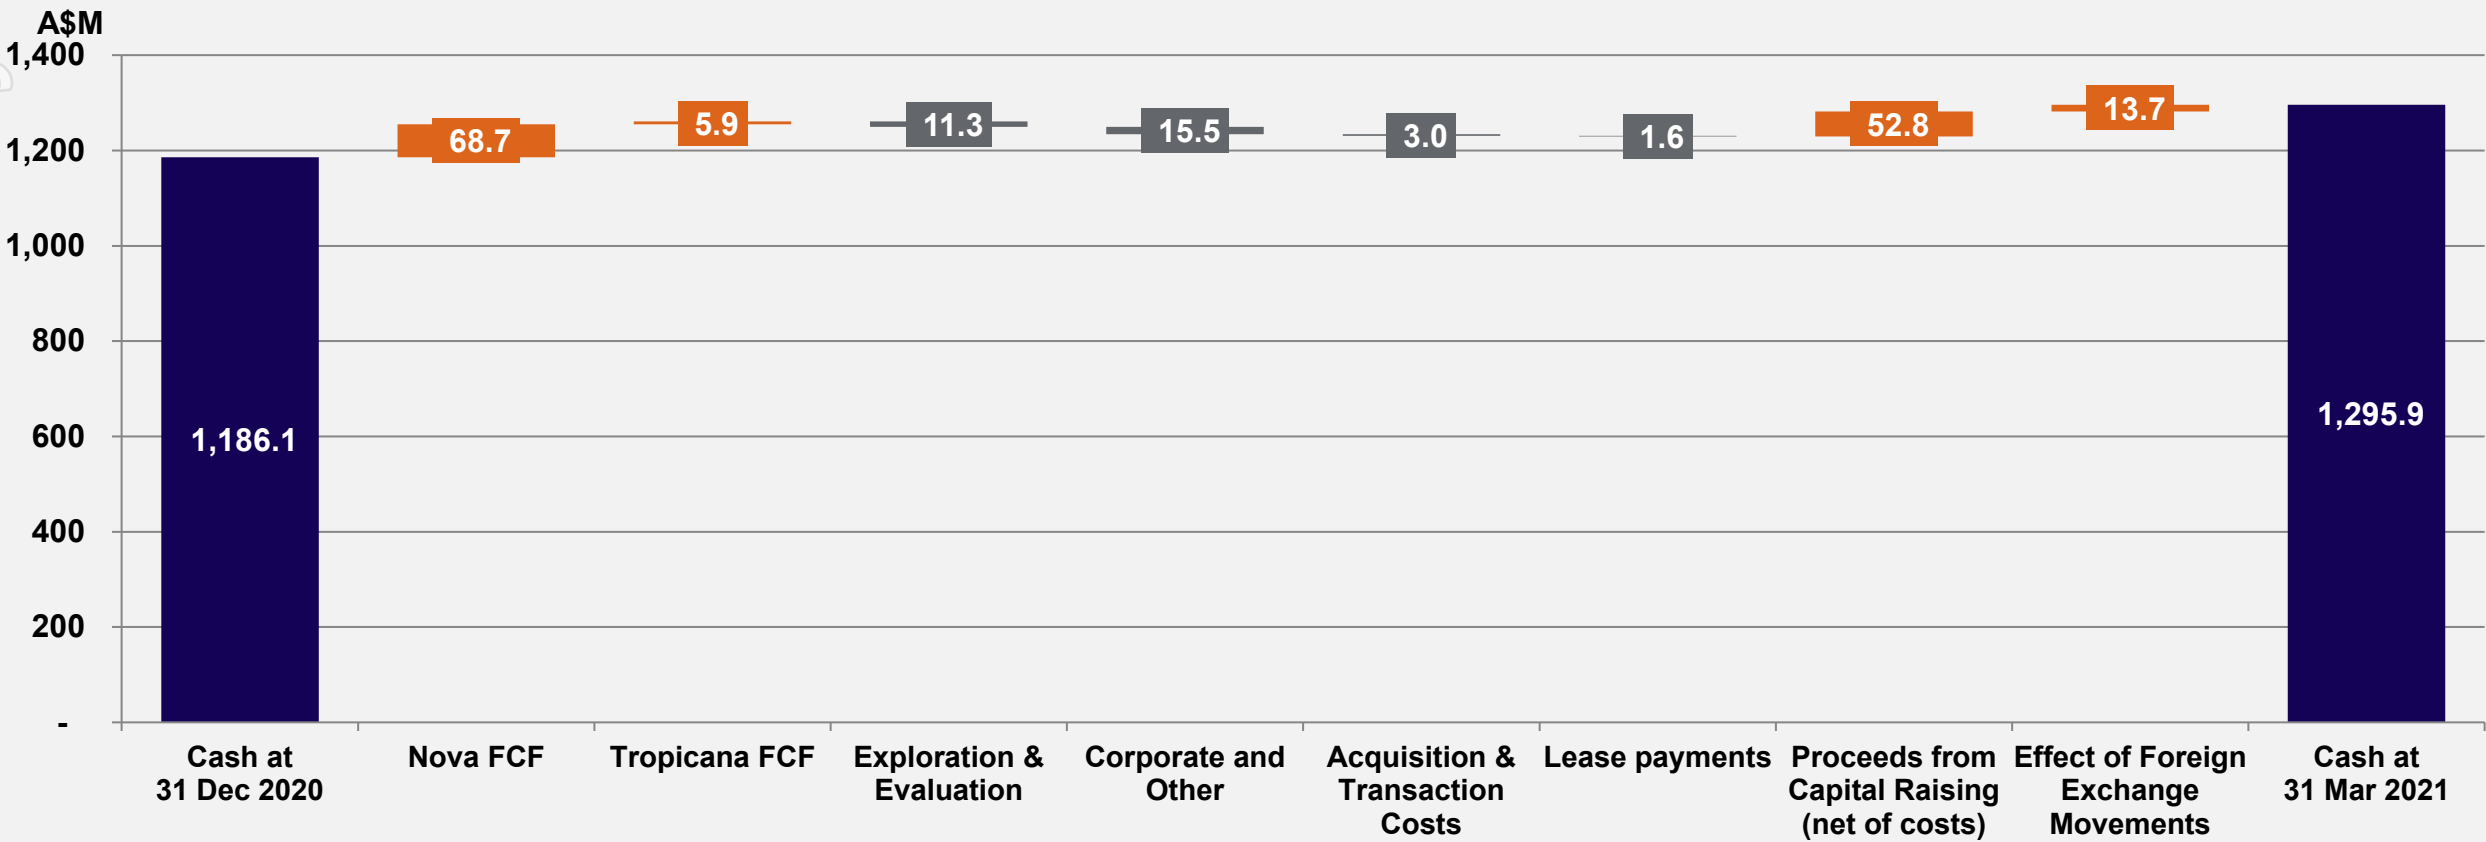 A$M
1,400
1,200
1,000
800
600
400
200
-
1,186.1
68.7
5.9
11.3
15.5
3.0
1.6
52.8
13.7
1,295.9
Cash at
31 Dec 2020
Nova FCF
Tropicana FCF
Exploration &
Evaluation
Corporate and
Other
Acquisition &
Transaction
Costs
Lease payments
Proceeds from
Capital Raising
(net of costs)
Effect of Foreign
Exchange
Movements
Cash at
31 Mar 2021